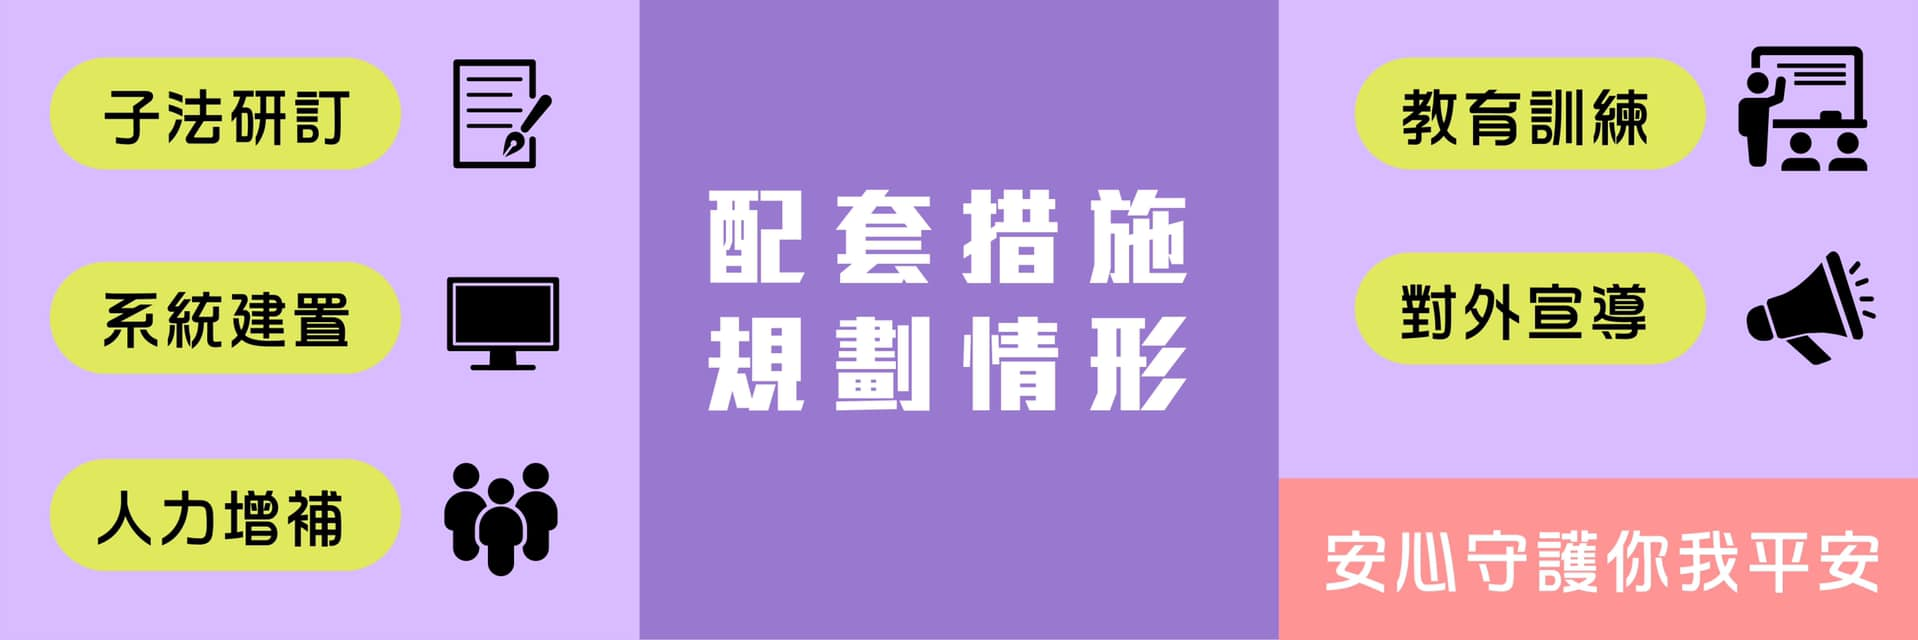 子法研訂
系統建置
人力增補
配套措施
規劃情形
教育訓練
對外宣導
安心守護你我平安